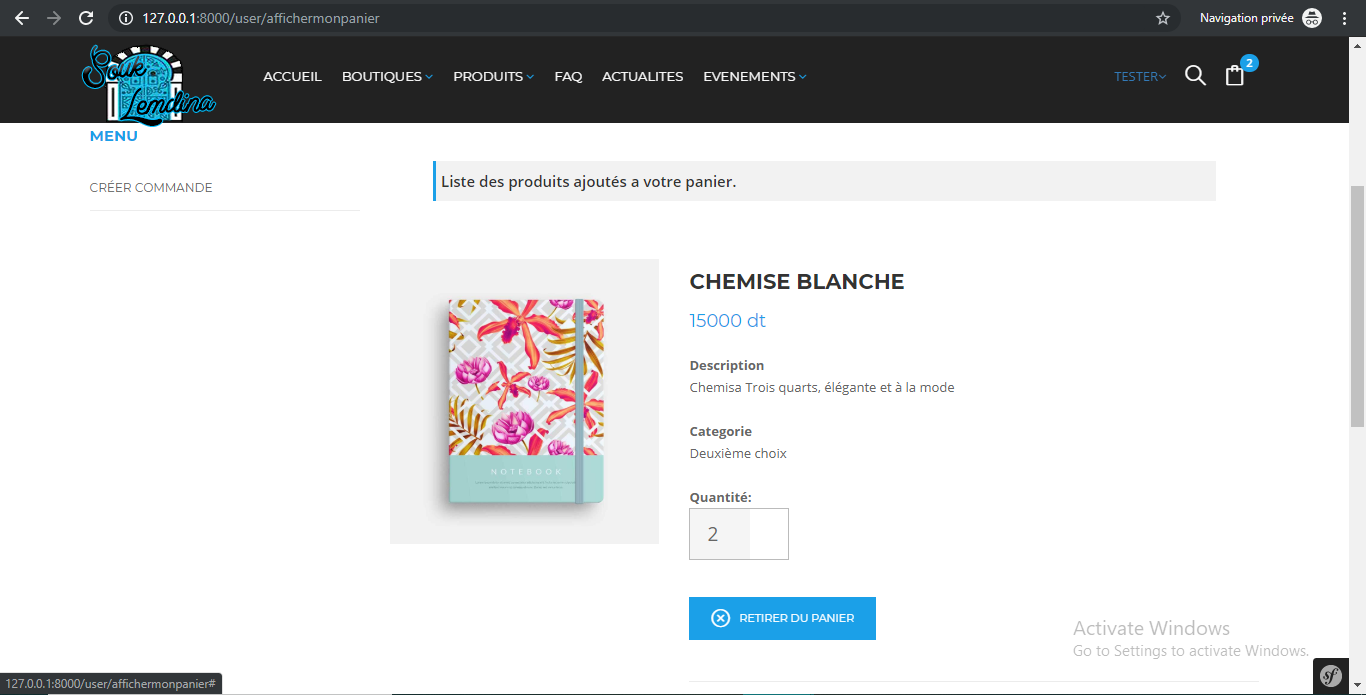 127.0.0.1:8000/user/affichermonpanier
Navigation privée
Souk Lemdina
ACCUEIL BOUTIQUES PRODUITS FAQ ACTUALITES EVENEMENTS
TESTER
2
MENU
CRÉER COMMANDE
Liste des produits ajoutés a votre panier.
NOTEBOOK
CHEMISE BLANCHE
15000 dt
Description
Chemisa Trois quarts, élégante et à la mode
Categorie
Deuxième choix
Quantité:
2
RETIRER DU PANIER
Activate Windows
Go to Settings to activate Windows.
127.0.0.1:8000/user/affichermonpanier#
sf